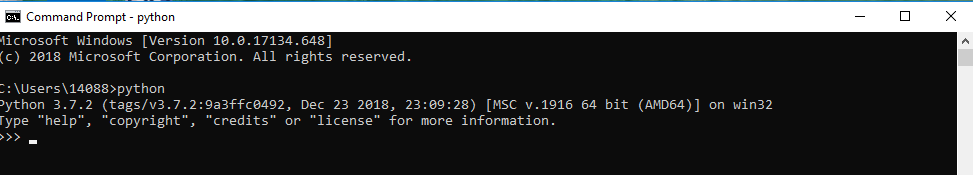 Command Prompt - python
Microsoft Windows [Version 10.0.17134.648]
(c) 2018 Microsoft Corporation. All rights reserved.
C:\Users\14088>python
Python 3.7.2 (tags/v3.7.2:9a3ffc0492, Dec 23 2018, 23:09:28) [MSC v.1916 64 bit (AMD64)] on win32
Type "help", "copyright", "credits" or "license" for more information.
>>> _